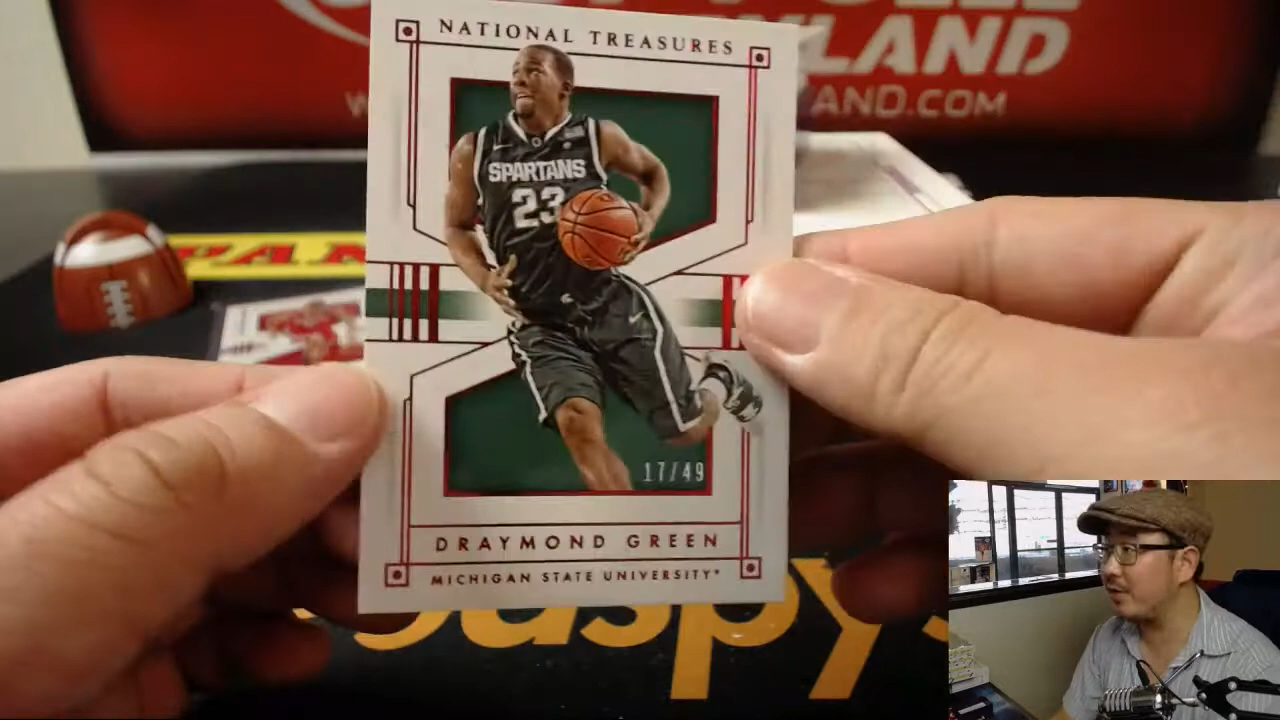 LAND
AND.COM
NATIONAL TREASURES
SPARTANS
23
17/49
DRAYMOND GREEN
MICHIGAN STATE UNIVERSITY*